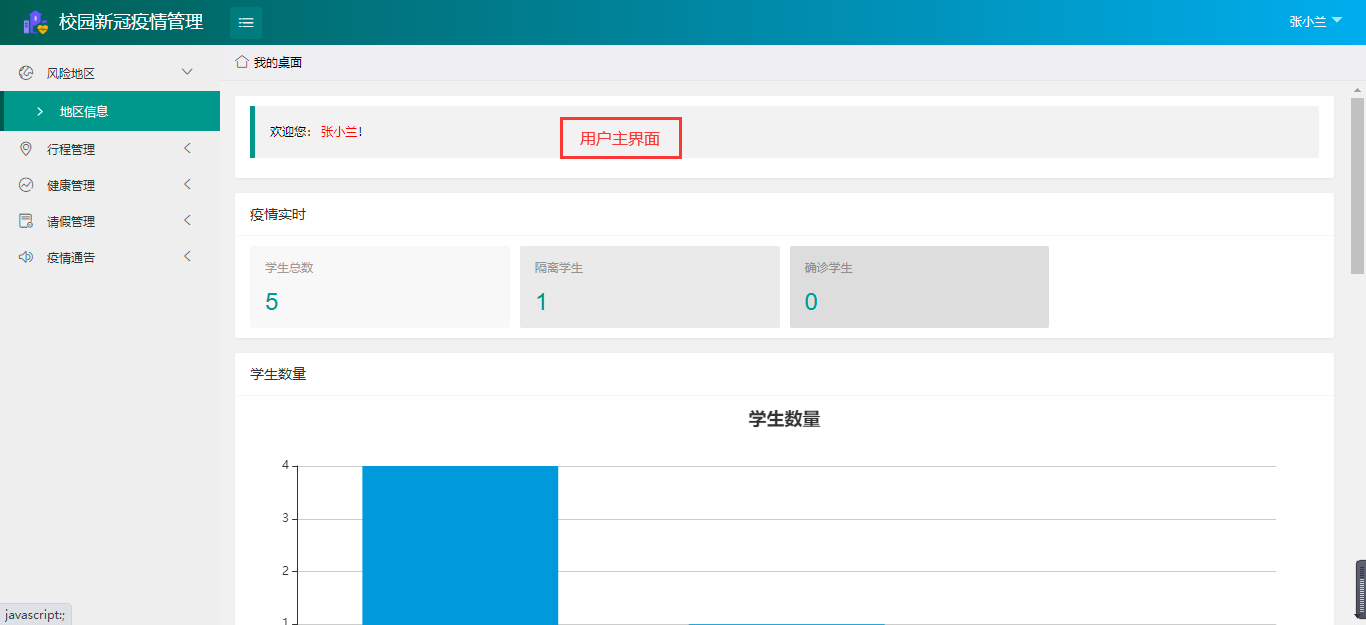 校园新冠疫情管理
张小兰
风险地区
地区信息
行程管理
健康管理
请假管理
疫情通告
我的桌面
欢迎您：张小兰!
用户主界面
疫情实时
学生总数
5
隔离学生
1
确诊学生
0
学生数量
学生数量
4
3
2
1
javascript:;